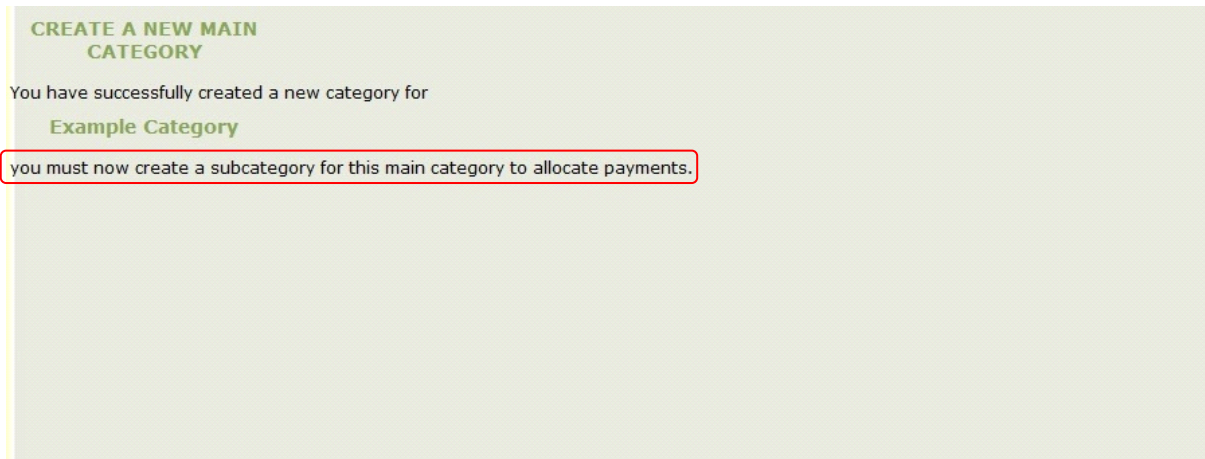 CREATE A NEW MAIN
CATEGORY
You have successfully created a new category for
Example Category
you must now create a subcategory for this main category to allocate payments.